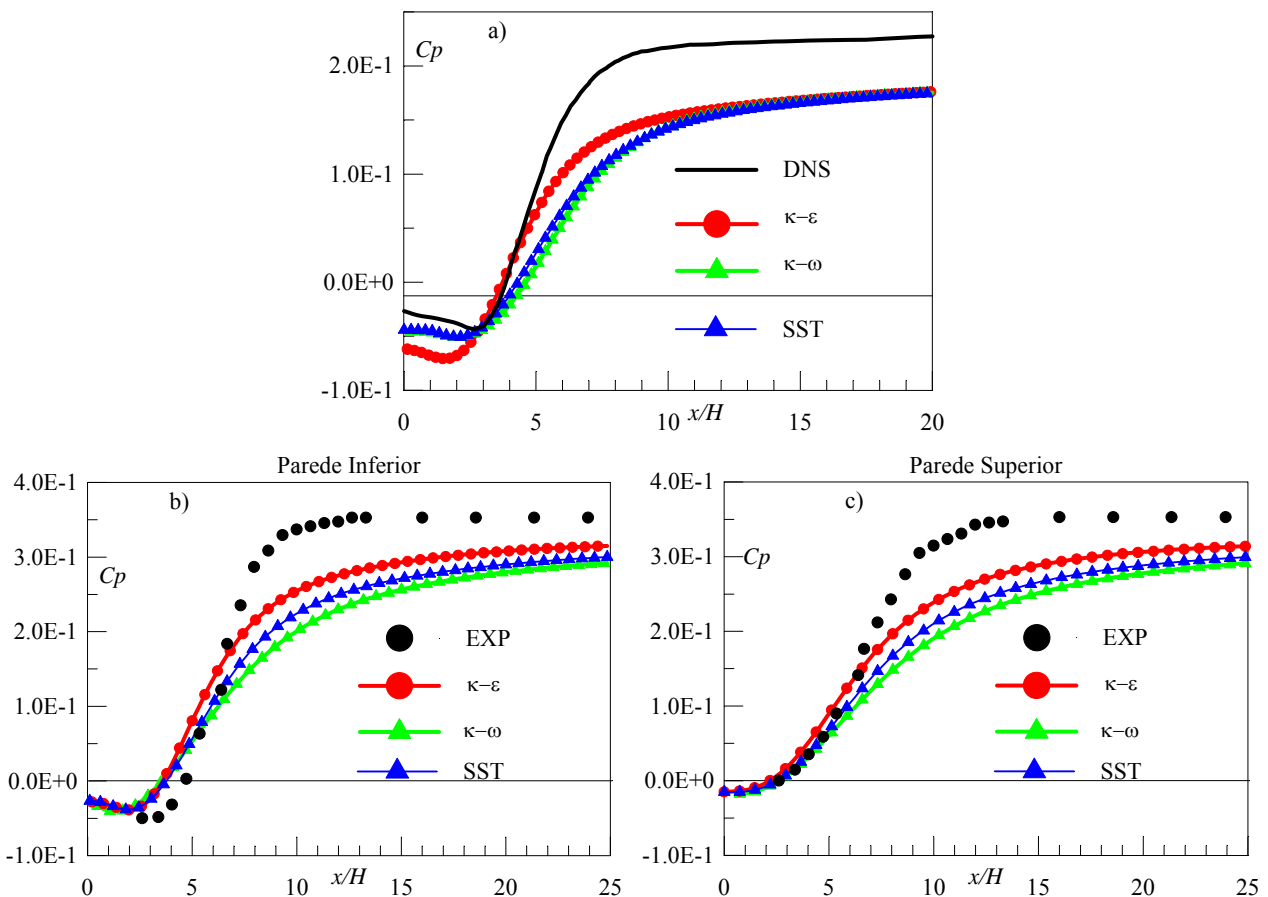 a)
Cp
2.0E-1
1.0E-1
0.0E+0
-1.0E-1
DNS
κ−ε
κ−ω
SST
0 5 10 15 20
x/H
Parede Inferior
b)
4.0E-1
3.0E-1
2.0E-1
1.0E-1
0.0E+0
-1.0E-1
Cp
EXP
κ−ε
κ−ω
SST
0 5 10 15 20 25
x/H
Parede Superior
c)
4.0E-1
3.0E-1
2.0E-1
1.0E-1
0.0E+0
-1.0E-1
Cp
EXP
κ−ε
κ−ω
SST
0 5 10 15 20 25
x/H